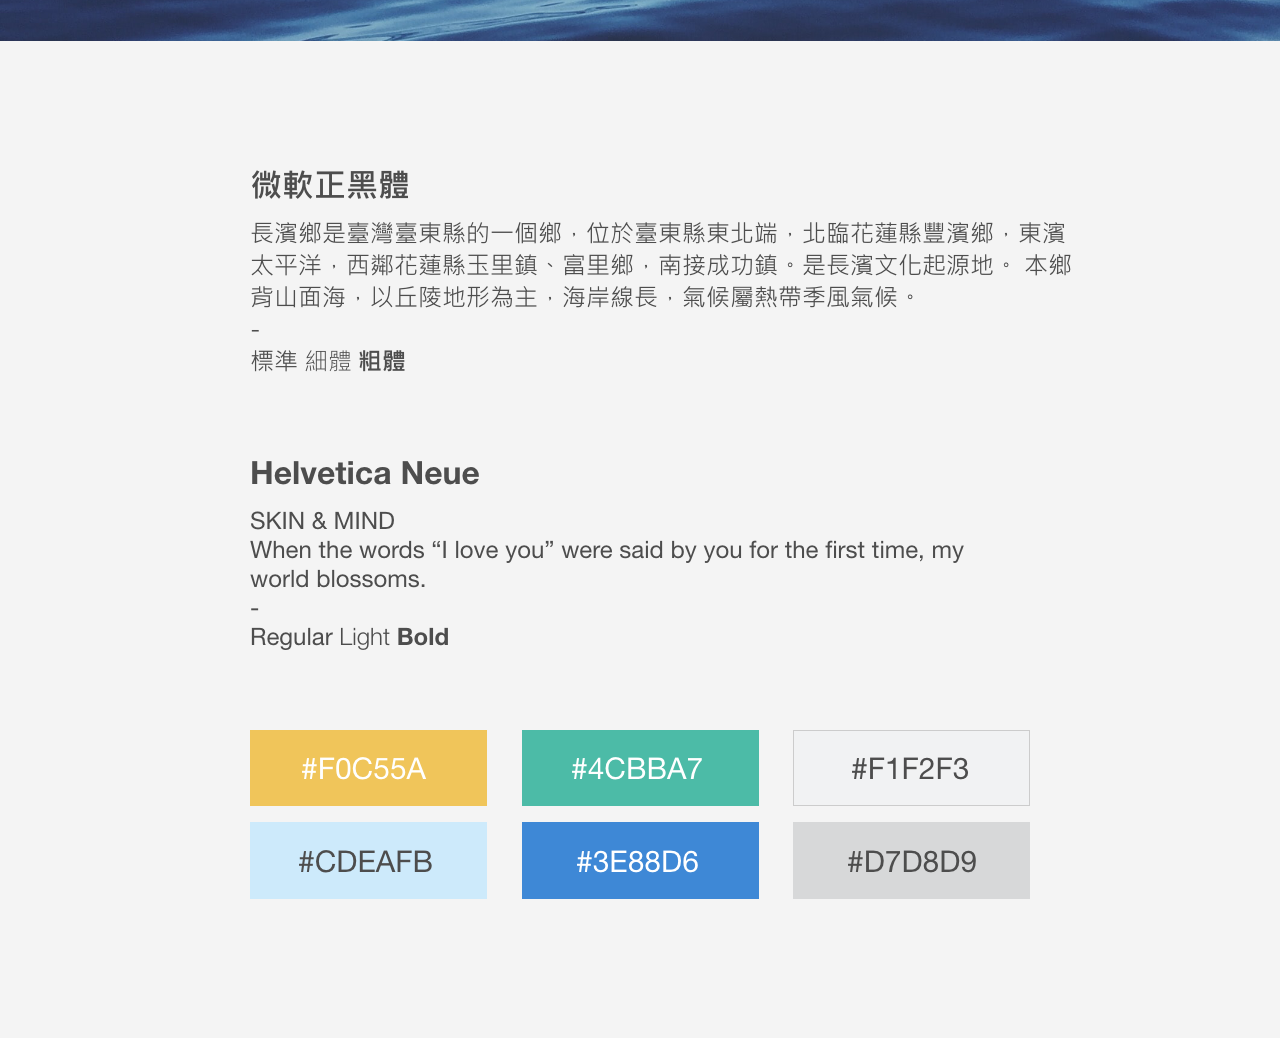 微軟正黑體
長濱鄉是臺灣臺東縣的一個鄉，位於臺東縣東北端，北臨花蓮縣豐濱鄉，東濱
太平洋，西鄰花蓮縣玉里鎮、富里鄉，南接成功鎮。是長濱文化起源地。 本鄉
背山面海，以丘陵地形為主，海岸線長，氣候屬熱帶季風氣候。
-
標準 細體 粗體
Helvetica Neue
SKIN & MIND
When the words “I love you” were said by you for the first time, my
world blossoms.
-
Regular Light Bold
#F0C55A #4CBBA7 #F1F2F3
#CDEAFB #3E88D6 #D7D8D9